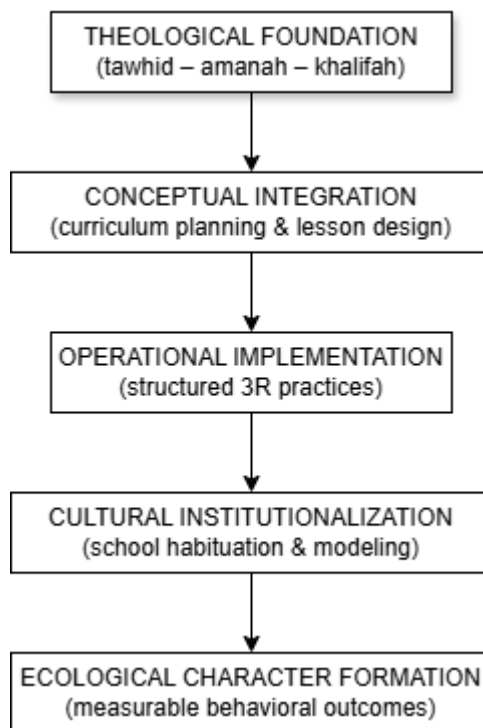 THEOLOGICAL FOUNDATION
(tawhid – amanah – khalifah)
CONCEPTUAL INTEGRATION
(curriculum planning & lesson design)
OPERATIONAL IMPLEMENTATION
(structured 3R practices)
CULTURAL INSTITUTIONALIZATION
(school habituation & modeling)
ECOLOGICAL CHARACTER FORMATION
(measurable behavioral outcomes)